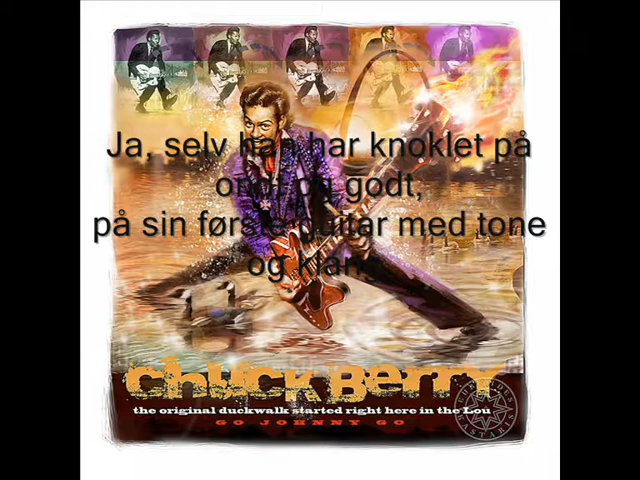 Ja, selv han har knoklet på
ondt og godt,
på sin første guitar med tone
og klang
Chuck Berry
the original duckwalk started right here in the Lou
GO JOHNNY GO